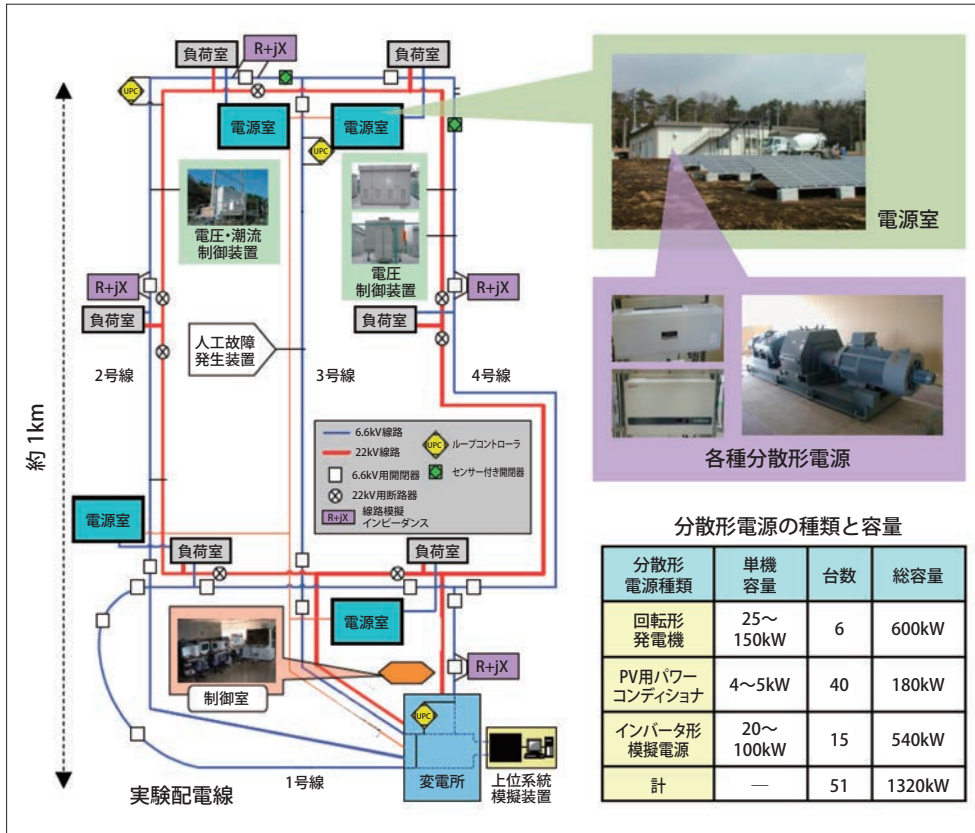 負荷室
R+jX
負荷室
UPC
電源室
電源室
UPC
電圧・潮流
制御装置
電圧
制御装置
電源室
R+jX
R+jX
負荷室
負荷室
人工故障
発生装置
2号線
3号線
4号線
約1km
6.6kV線路
22kV線路
6.6kV用開閉器
22kV用断路器
R+jX
線路模擬
インピーダンス
UPC
ループコントローラ
センサー付き開閉器
各種分散形電源
電源室
負荷室
負荷室
電源室
R+jX
制御室
UPC
変電所
上位系統
模擬装置
1号線
実験配電線
分散形電源の種類と容量
分散形
電源種類
単機
容量
台数
総容量
回転形
発電機
25～
150kW
6
600kW
PV用パワー
コンディショナ
4～5kW
40
180kW
インバータ形
模擬電源
20～
100kW
15
540kW
計
―
51
1320kW